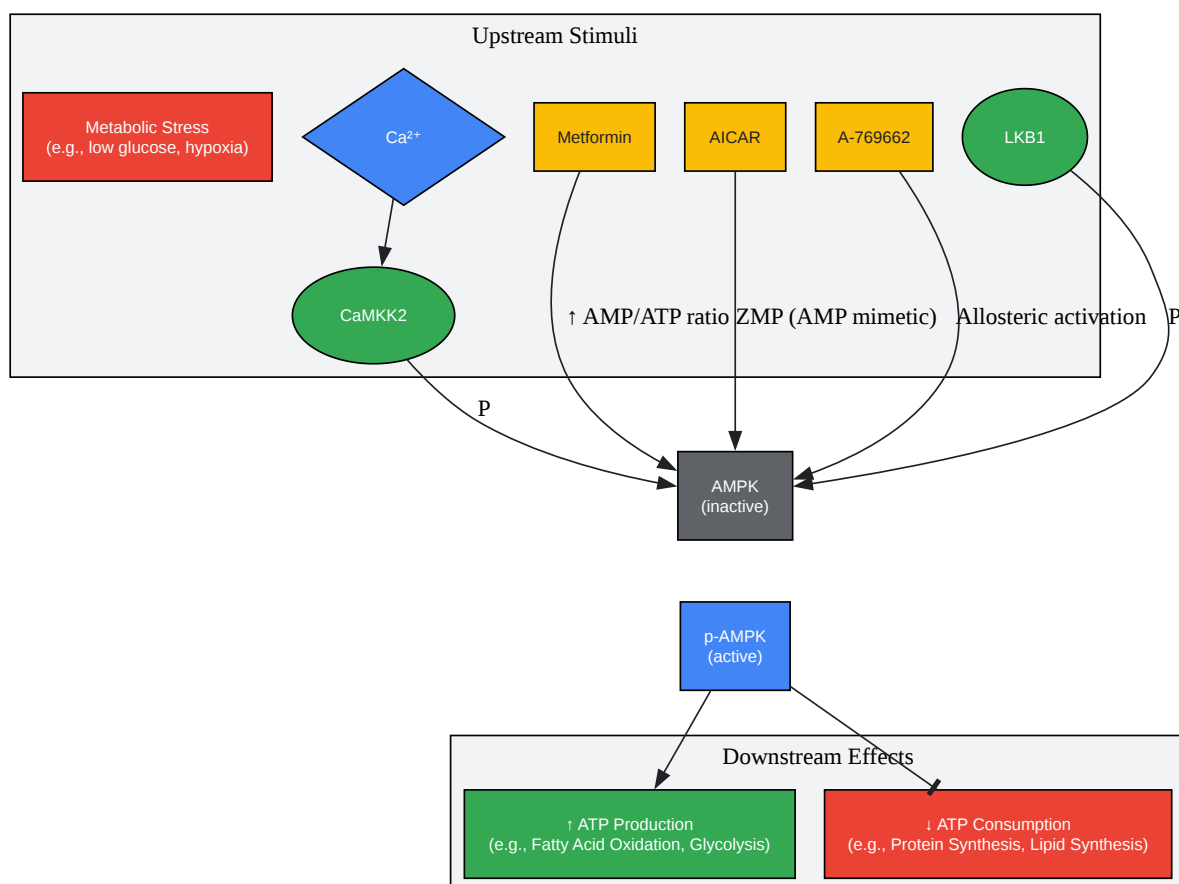 Upstream Stimuli
Metabolic Stress
(e.g., low glucose, hypoxia)
Ca²⁺
Metformin
AICAR
A-769662
LKB1
CaMKK2
↑ AMP/ATP ratio
ZMP (AMP mimetic)
Allosteric activation
P
P
AMPK
(inactive)
p-AMPK
(active)
Downstream Effects
↑ ATP Production
(e.g., Fatty Acid Oxidation, Glycolysis)
↓ ATP Consumption
(e.g., Protein Synthesis, Lipid Synthesis)